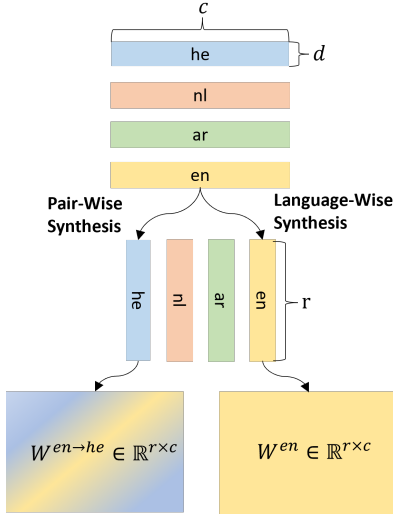 c
he
d
nl
ar
en
Pair-Wise
Synthesis
Language-Wise
Synthesis
he
nl
ar
en
r
W^{en→he} ∈ ℝ^{r×c}
W^{en} ∈ ℝ^{r×c}